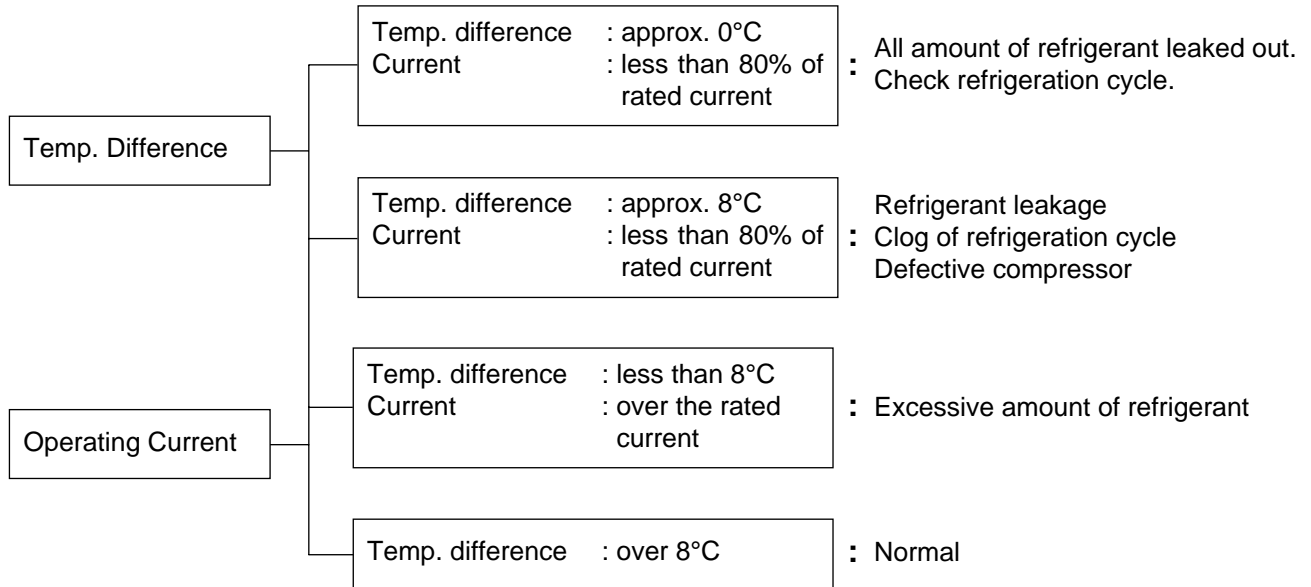 Temp. Difference
Operating Current
Temp. difference : approx. 0°C
Current : less than 80% of
rated current
: All amount of refrigerant leaked out.
Check refrigeration cycle.
Temp. difference : approx. 8°C
Current : less than 80% of
rated current
: Refrigerant leakage
Clog of refrigeration cycle
Defective compressor
Temp. difference : less than 8°C
Current : over the rated
current
: Excessive amount of refrigerant
Temp. difference : over 8°C
: Normal